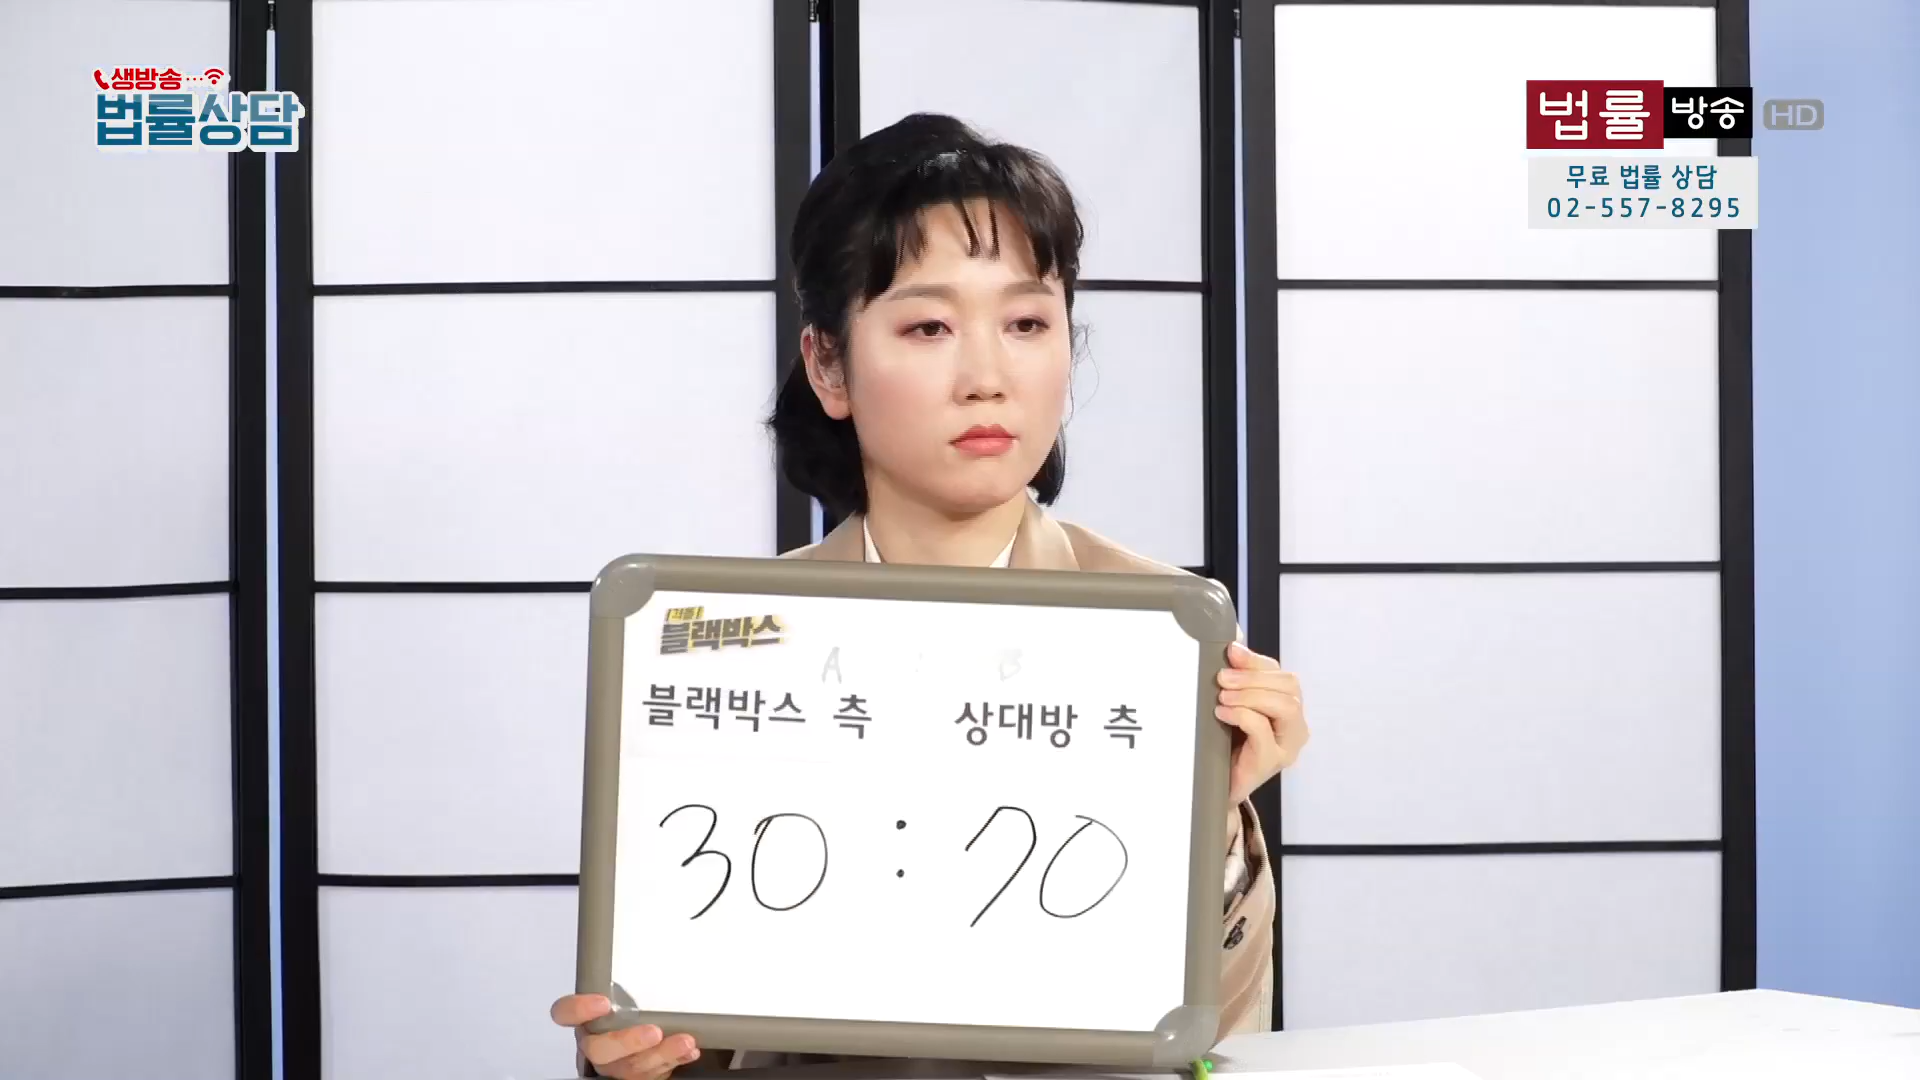 생방송
법률상담
법률방송 HD
무료 법률 상담
02-557-8295
블랙박스
A : B
블랙박스 측 상대방 측
30 : 70